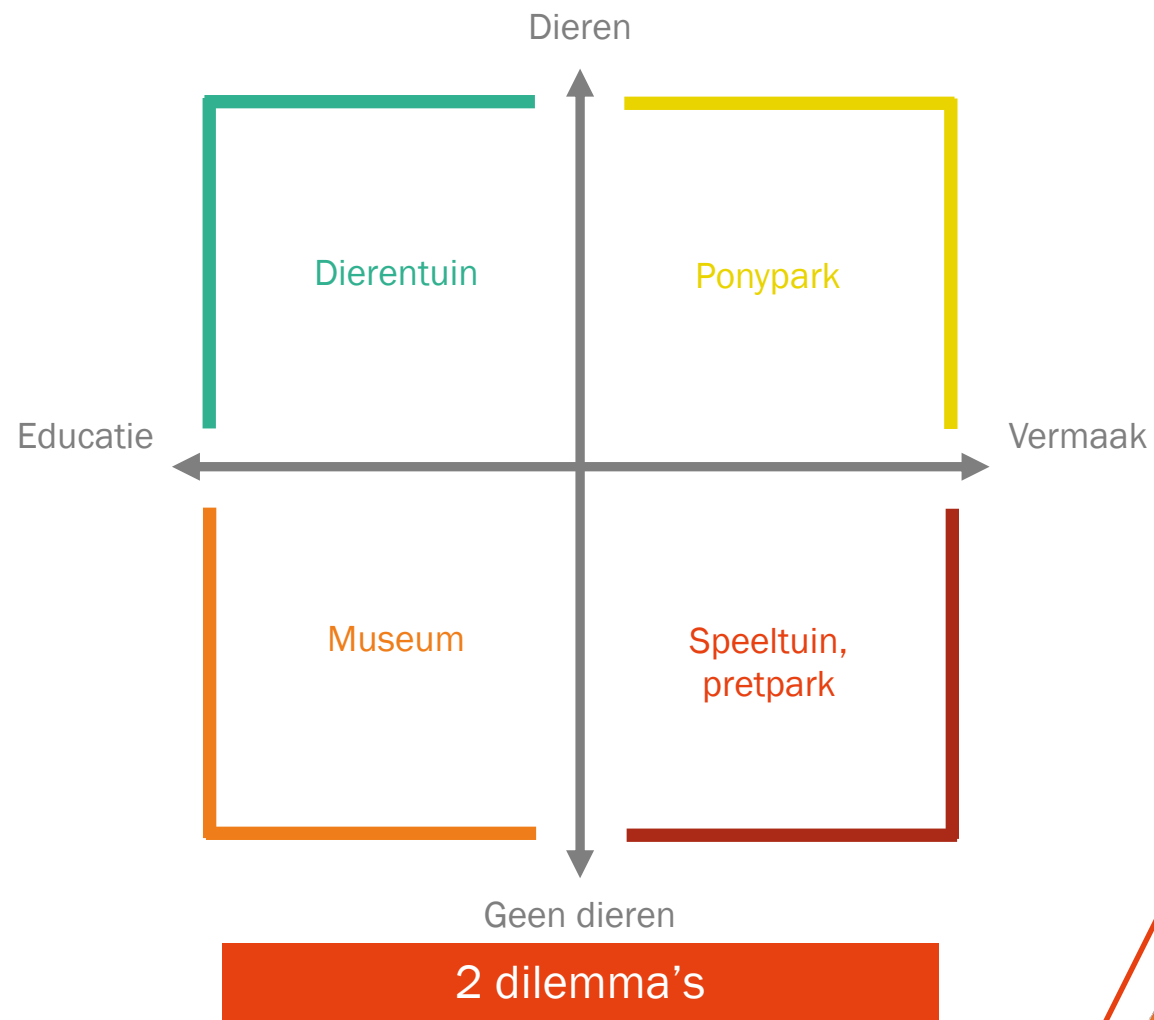 Dieren
Dierentuin
Ponypark
Educatie
Vermaak
Museum
Speeltuin,
pretpark
Geen dieren
2 dilemma's